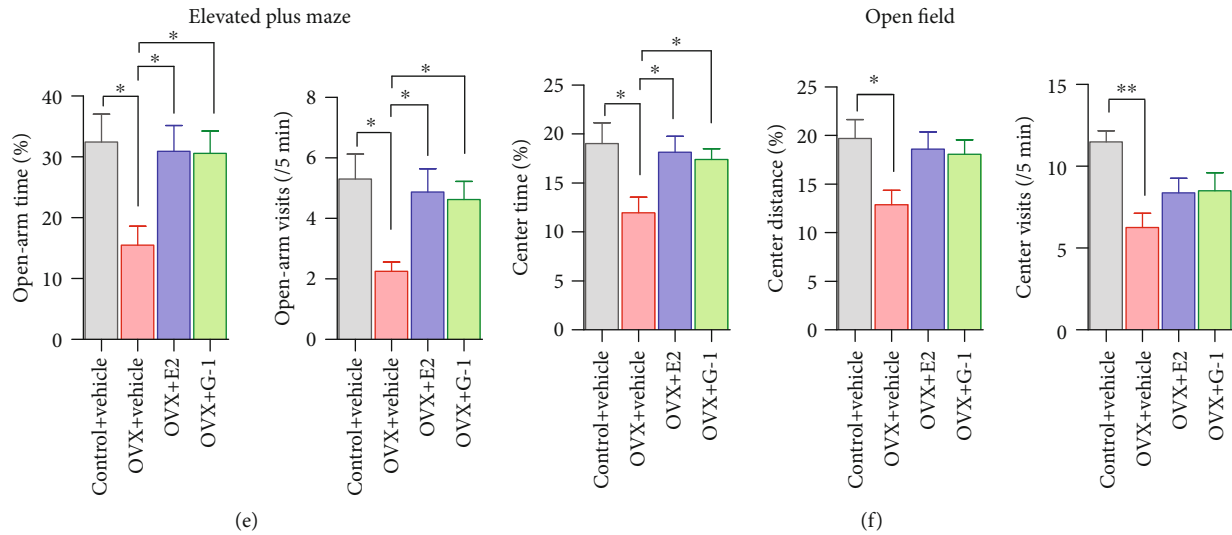 Elevated plus maze
Open field
Open-arm time (%)
40
30
20
10
0
*
*
*
Control+vehicle
OVX+vehicle
OVX+E2
OVX+G-1
Open-arm visits (/5 min)
8
6
4
2
0
*
*
*
Control+vehicle
OVX+vehicle
OVX+E2
OVX+G-1
(e)
Center time (%)
25
20
15
10
5
0
*
*
*
Control+vehicle
OVX+vehicle
OVX+E2
OVX+G-1
Center distance (%)
25
20
15
10
5
0
*
Control+vehicle
OVX+vehicle
OVX+E2
OVX+G-1
Center visits (/5 min)
15
10
5
0
**
Control+vehicle
OVX+vehicle
OVX+E2
OVX+G-1
(f)